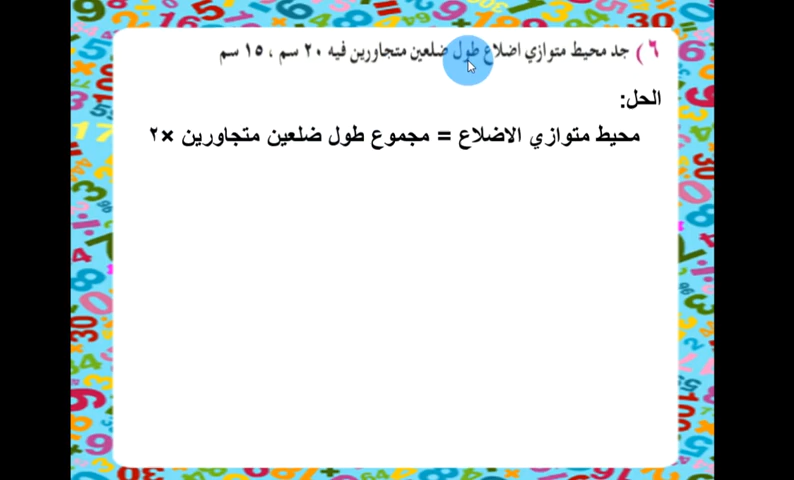 ٦ ) جد محيط متوازي اضلاع طول ضلعين متجاورين فيه ٢٠ سم ، ١٥ سم
الحل:
محيط متوازي الاضلاع = مجموع طول ضلعين متجاورين ×٢